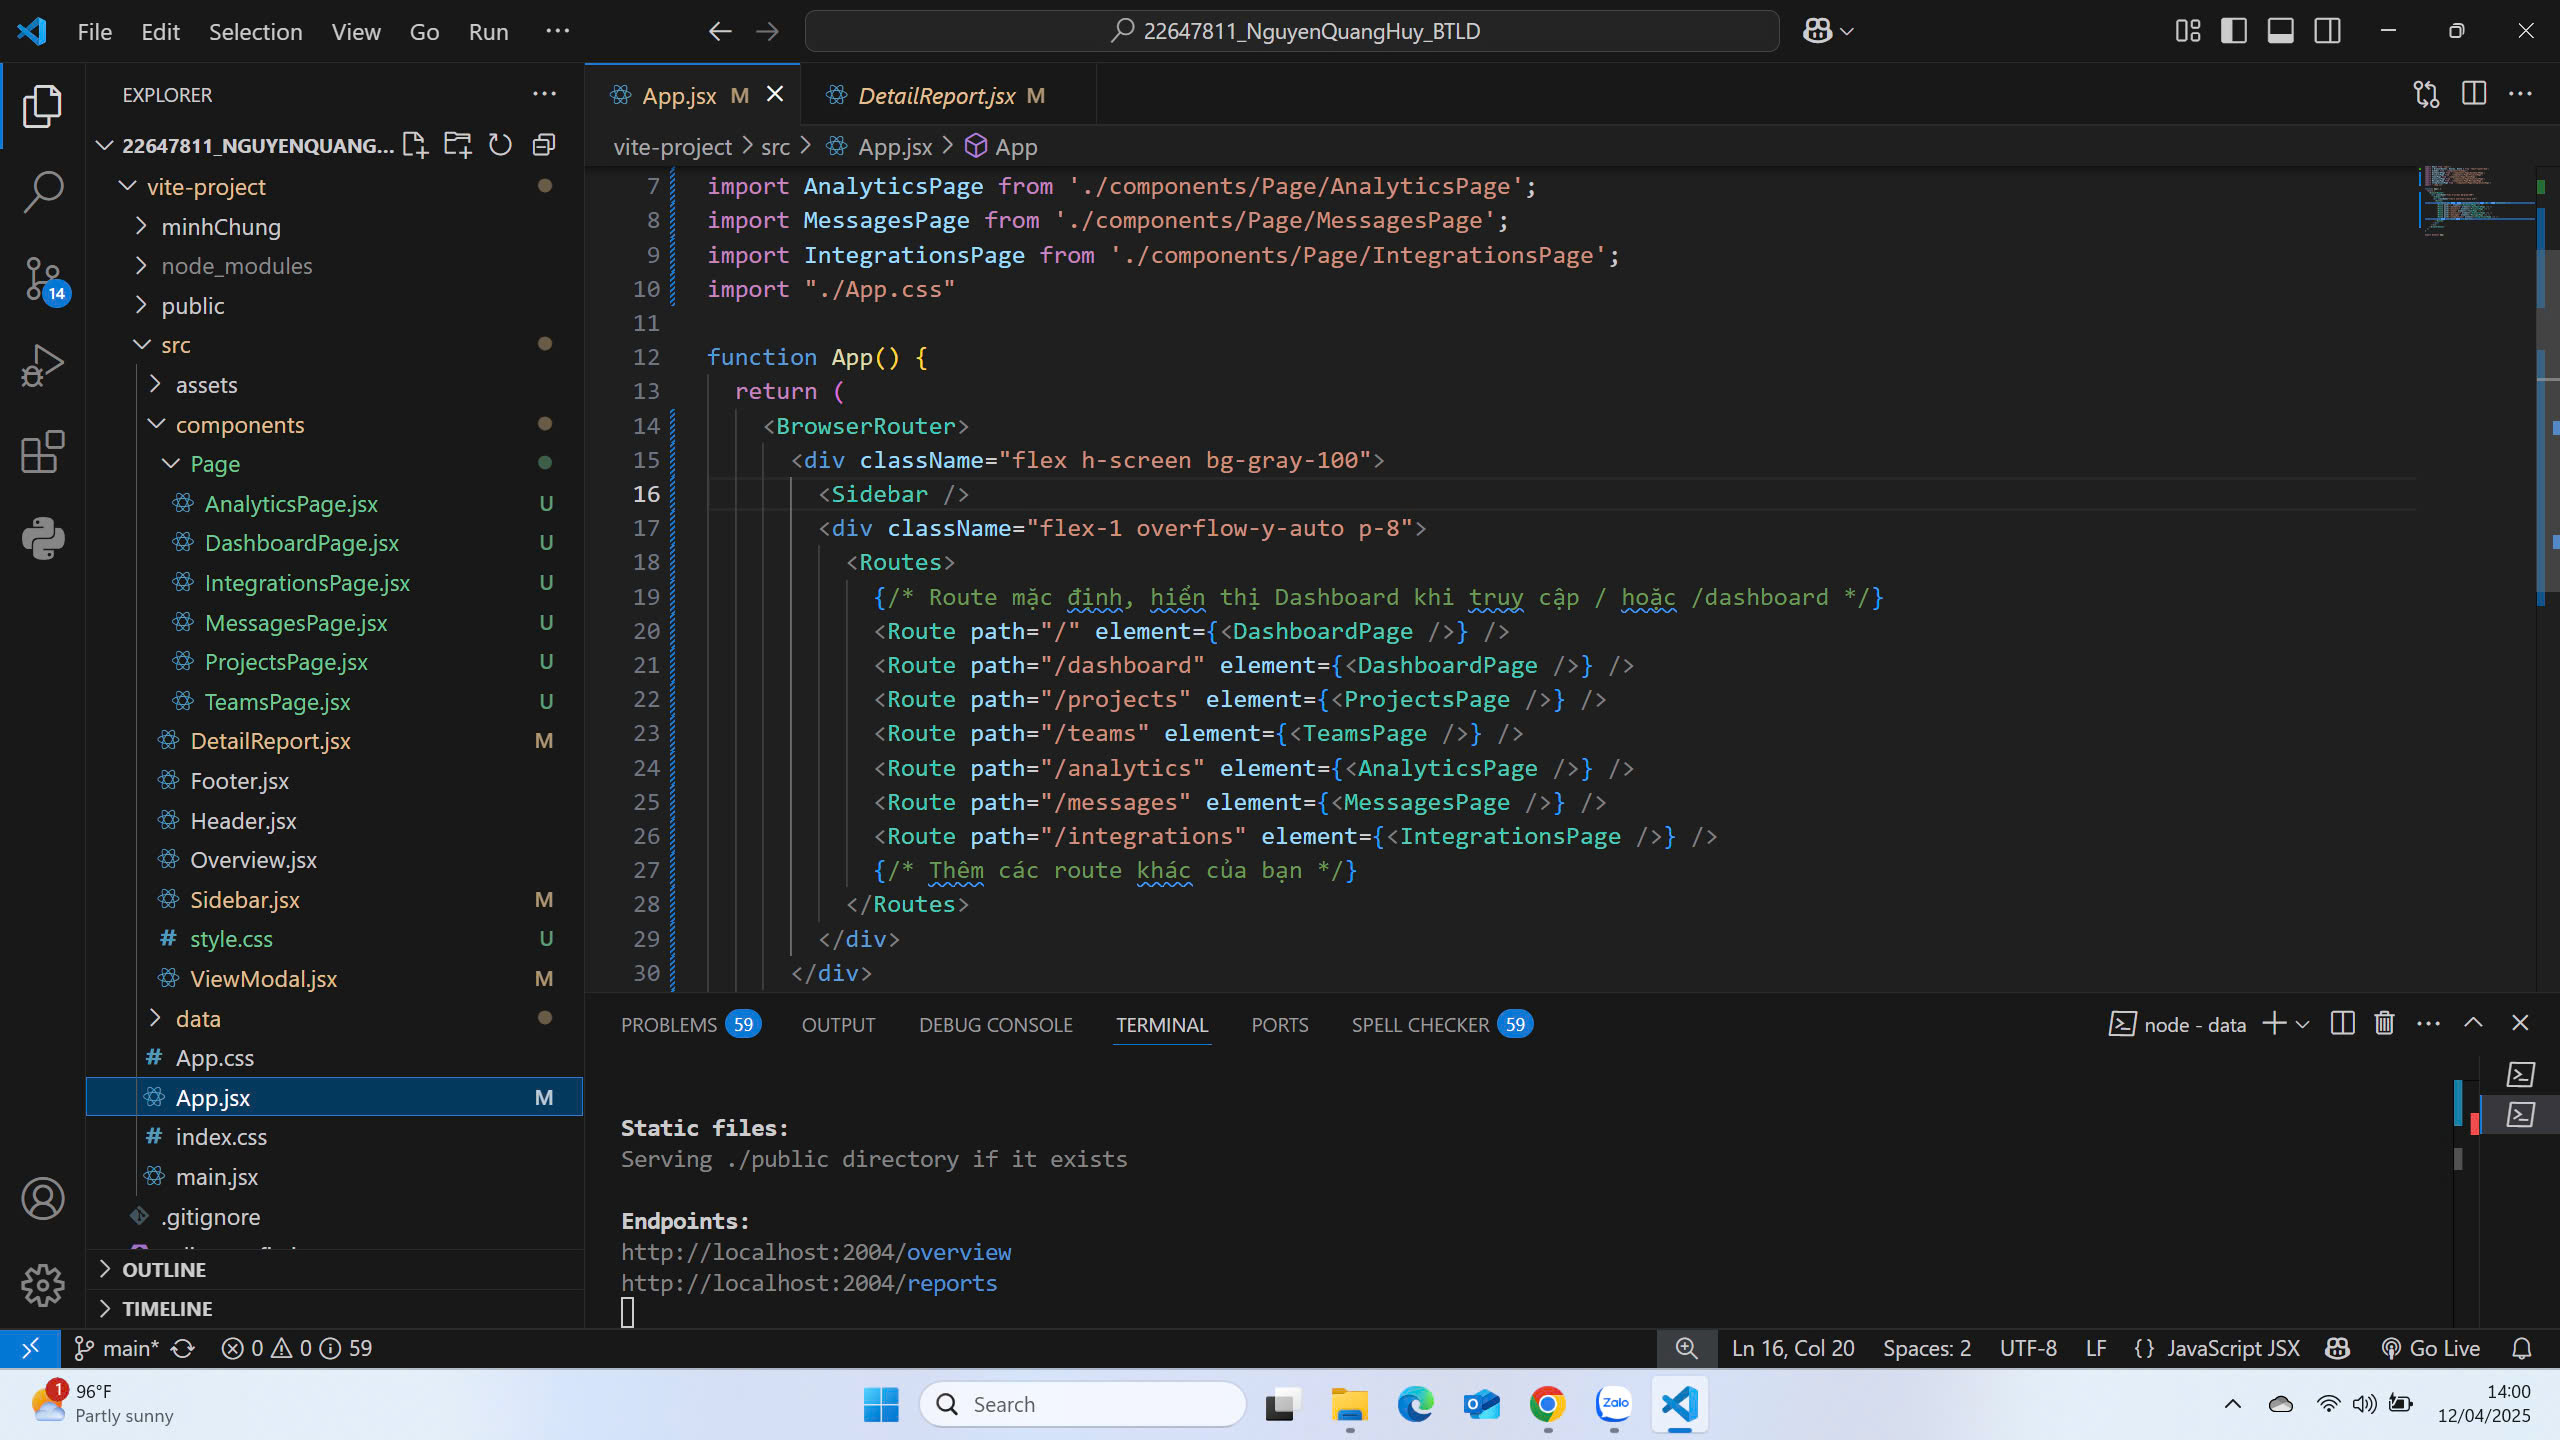 File Edit Selection View Go Run ···
22647811_NguyenQuangHuy_BTLD
EXPLORER
22647811_NGUYENQUANG...
vite-project
minhChung
node_modules
public
src
assets
components
Page
AnalyticsPage.jsx U
DashboardPage.jsx U
IntegrationsPage.jsx U
MessagesPage.jsx U
ProjectsPage.jsx U
TeamsPage.jsx U
DetailReport.jsx M
Footer.jsx
Header.jsx
Overview.jsx
Sidebar.jsx M
# style.css U
ViewModal.jsx M
data
# App.css
App.jsx M
# index.css
main.jsx
.gitignore
OUTLINE
TIMELINE
14
App.jsx M
DetailReport.jsx M
vite-project > src > App.jsx > App
7 import AnalyticsPage from './components/Page/AnalyticsPage';
8 import MessagesPage from './components/Page/MessagesPage';
9 import IntegrationsPage from './components/Page/IntegrationsPage';
10 import "./App.css"
11
12 function App() {
13 return (
14 <BrowserRouter>
15 <div className="flex h-screen bg-gray-100">
16 <Sidebar />
17 <div className="flex-1 overflow-y-auto p-8">
18 <Routes>
19 {/* Route mặc định, hiển thị Dashboard khi truy cập / hoặc /dashboard */}
20 <Route path="/" element={<DashboardPage />} />
21 <Route path="/dashboard" element={<DashboardPage />} />
22 <Route path="/projects" element={<ProjectsPage />} />
23 <Route path="/teams" element={<TeamsPage />} />
24 <Route path="/analytics" element={<AnalyticsPage />} />
25 <Route path="/messages" element={<MessagesPage />} />
26 <Route path="/integrations" element={<IntegrationsPage />} />
27 {/* Thêm các route khác của bạn */}
28 </Routes>
29 </div>
30 </div>
PROBLEMS 59 OUTPUT DEBUG CONSOLE TERMINAL PORTS SPELL CHECKER 59
node - data
Static files:
Serving ./public directory if it exists
Endpoints:
http://localhost:2004/overview
http://localhost:2004/reports
main* 0 0 59
Ln 16, Col 20 Spaces: 2 UTF-8 LF {} JavaScript JSX Go Live
1
96°F
Partly sunny
Search
Zalo
14:00
12/04/2025